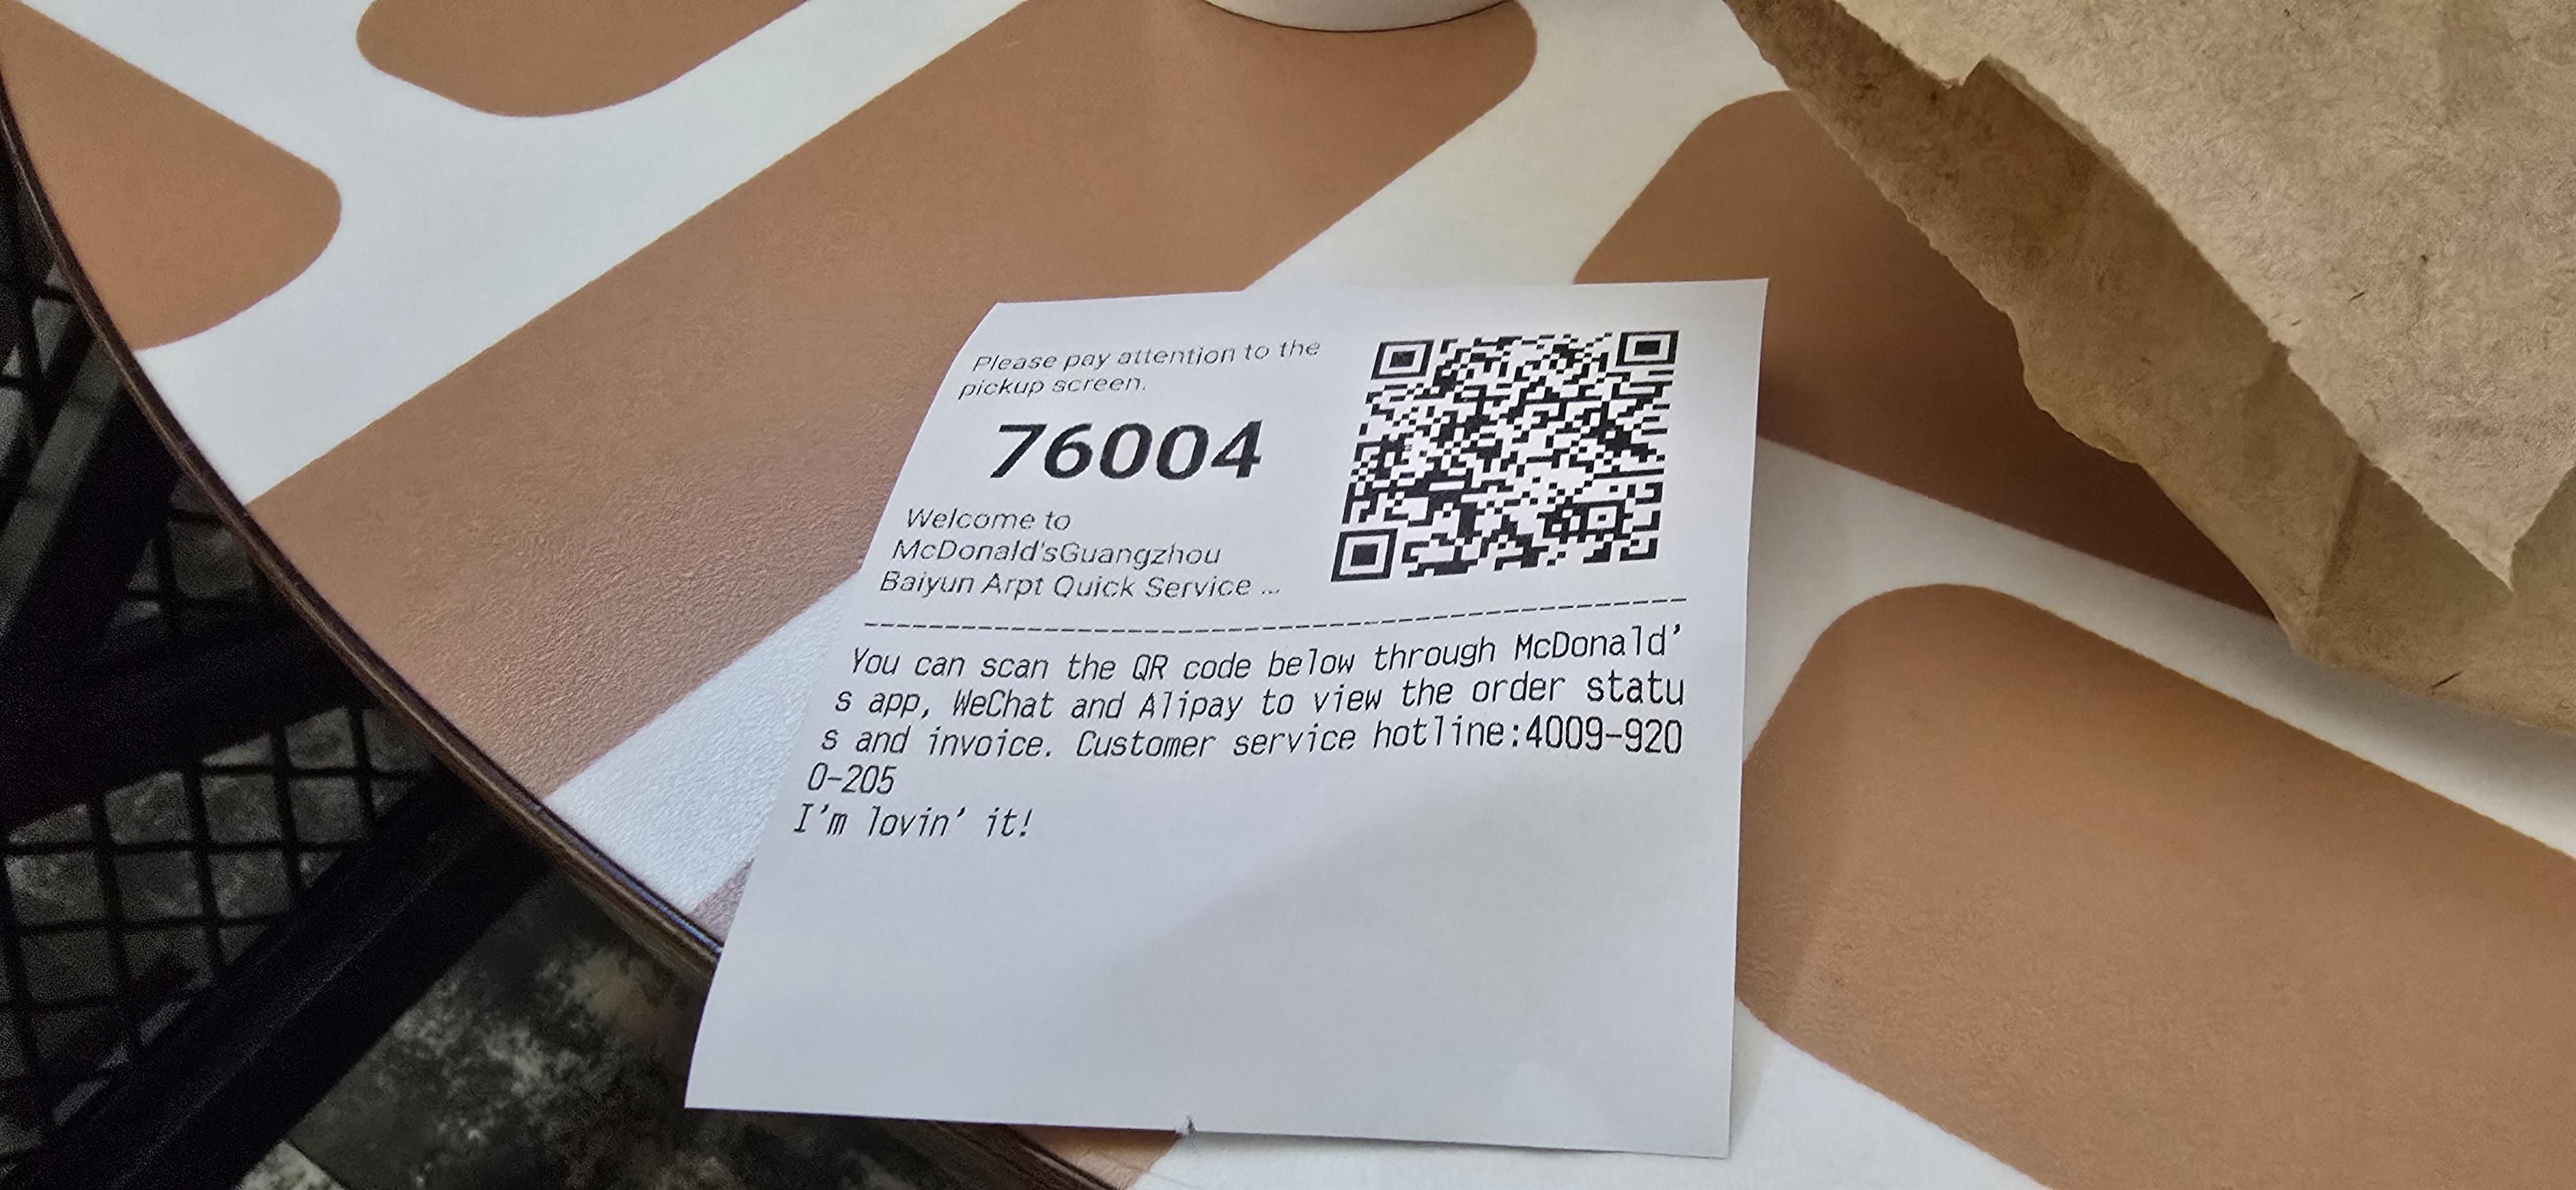 Please pay attention to the
pickup screen.
76004
Welcome to
McDonald'sGuangzhou
Baiyun Arpt Quick Service ...
You can scan the QR code below through McDonald’
s app, WeChat and Alipay to view the order statu
s and invoice. Customer service hotline:4009-920
0-205
I’m lovin’ it!